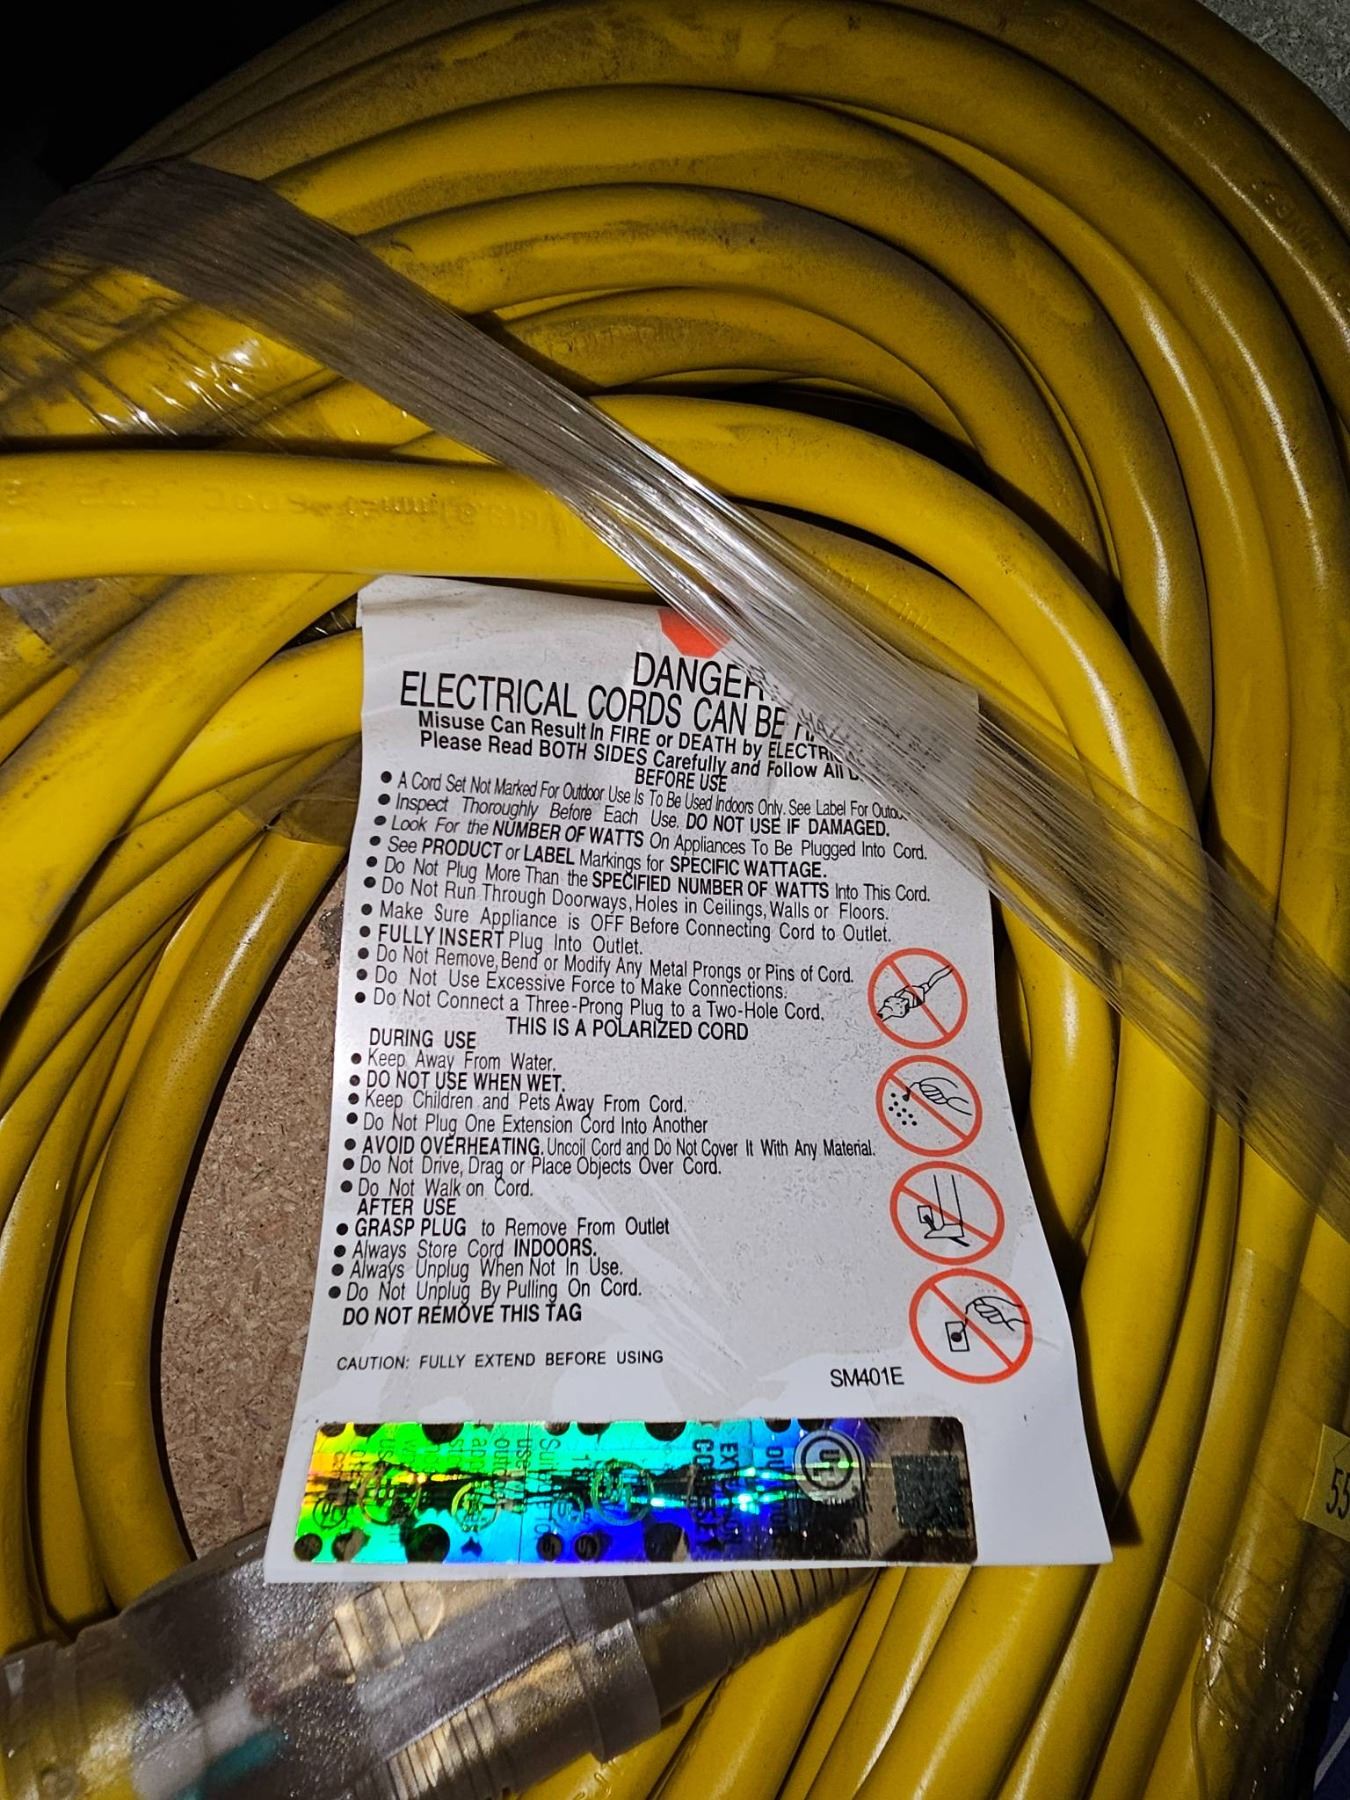 DANGER
ELECTRICAL CORDS CAN BE
Misuse Can Result In FIRE or DEATH by
Please Read BOTH SIDES Carefully and Follow All
BEFORE USE
● A Cord Set Not Marked For Outdoor Use Is To Be Used Indoors Only. See Label For
● Inspect Thoroughly Before Each Use. DO NOT USE IF DAMAGED.
● Look For the NUMBER OF WATTS On Appliances To Be Plugged Into Cord.
● See PRODUCT or LABEL Markings for SPECIFIC WATTAGE.
● Do Not Plug More Than the SPECIFIED NUMBER OF WATTS Into This Cord.
● Do Not Run Through Doorways, Holes in Ceilings, Walls or Floors.
● Make Sure Appliance is OFF Before Connecting Cord to Outlet.
● FULLY INSERT Plug Into Outlet.
● Do Not Remove, Bend or Modify Any Metal Prongs or Pins of Cord.
● Do Not Use Excessive Force to Make Connections.
● Do Not Connect a Three-Prong Plug to a Two-Hole Cord.
THIS IS A POLARIZED CORD
DURING USE
● Keep Away From Water.
● DO NOT USE WHEN WET.
● Keep Children and Pets Away From Cord.
● Do Not Plug One Extension Cord Into Another
● AVOID OVERHEATING. Uncoil Cord and Do Not Cover It With Any Material.
● Do Not Drive, Drag or Place Objects Over Cord.
● Do Not Walk on Cord.
AFTER USE
● GRASP PLUG to Remove From Outlet
● Always Store Cord INDOORS.
● Always Unplug When Not In Use.
● Do Not Unplug By Pulling On Cord.
DO NOT REMOVE THIS TAG
CAUTION: FULLY EXTEND BEFORE USING
SM401E
UL
55